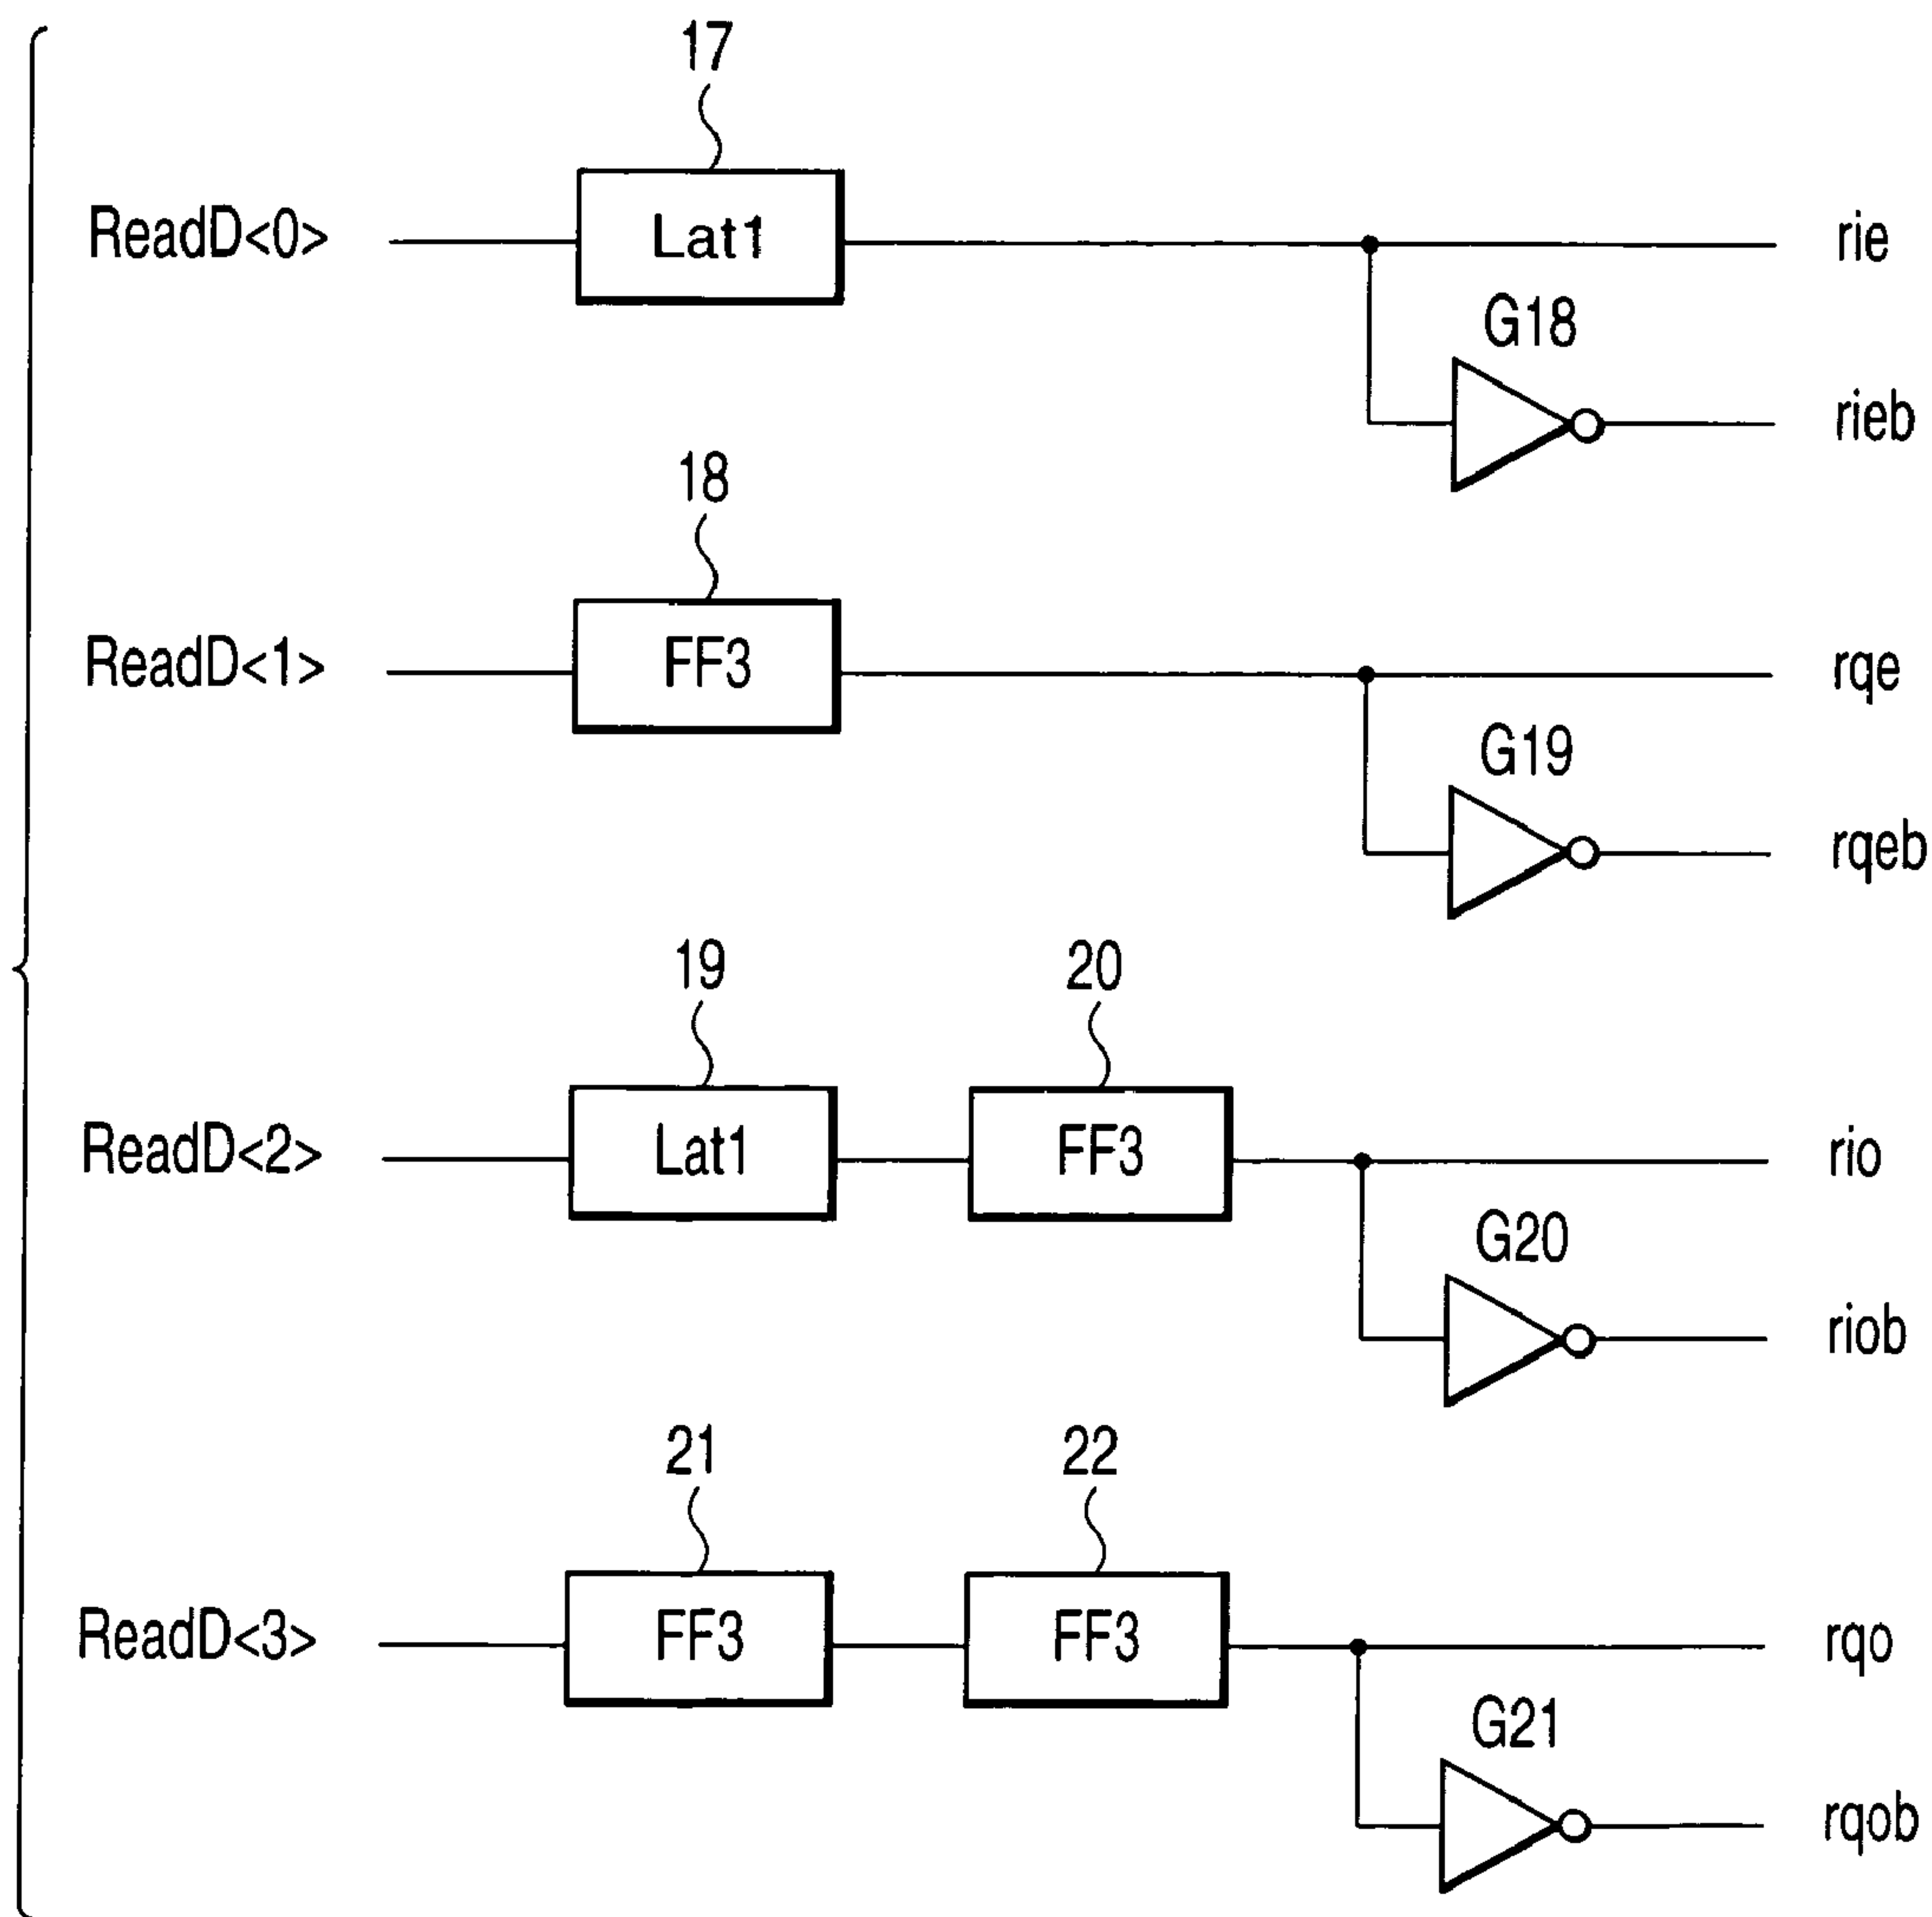 17
ReadD<0>
Lat1
rie
G18
rieb
18
ReadD<1>
FF3
rqe
G19
rqeb
19
20
ReadD<2>
Lat1
FF3
rio
G20
riob
21
22
ReadD<3>
FF3
FF3
rqo
G21
rqob